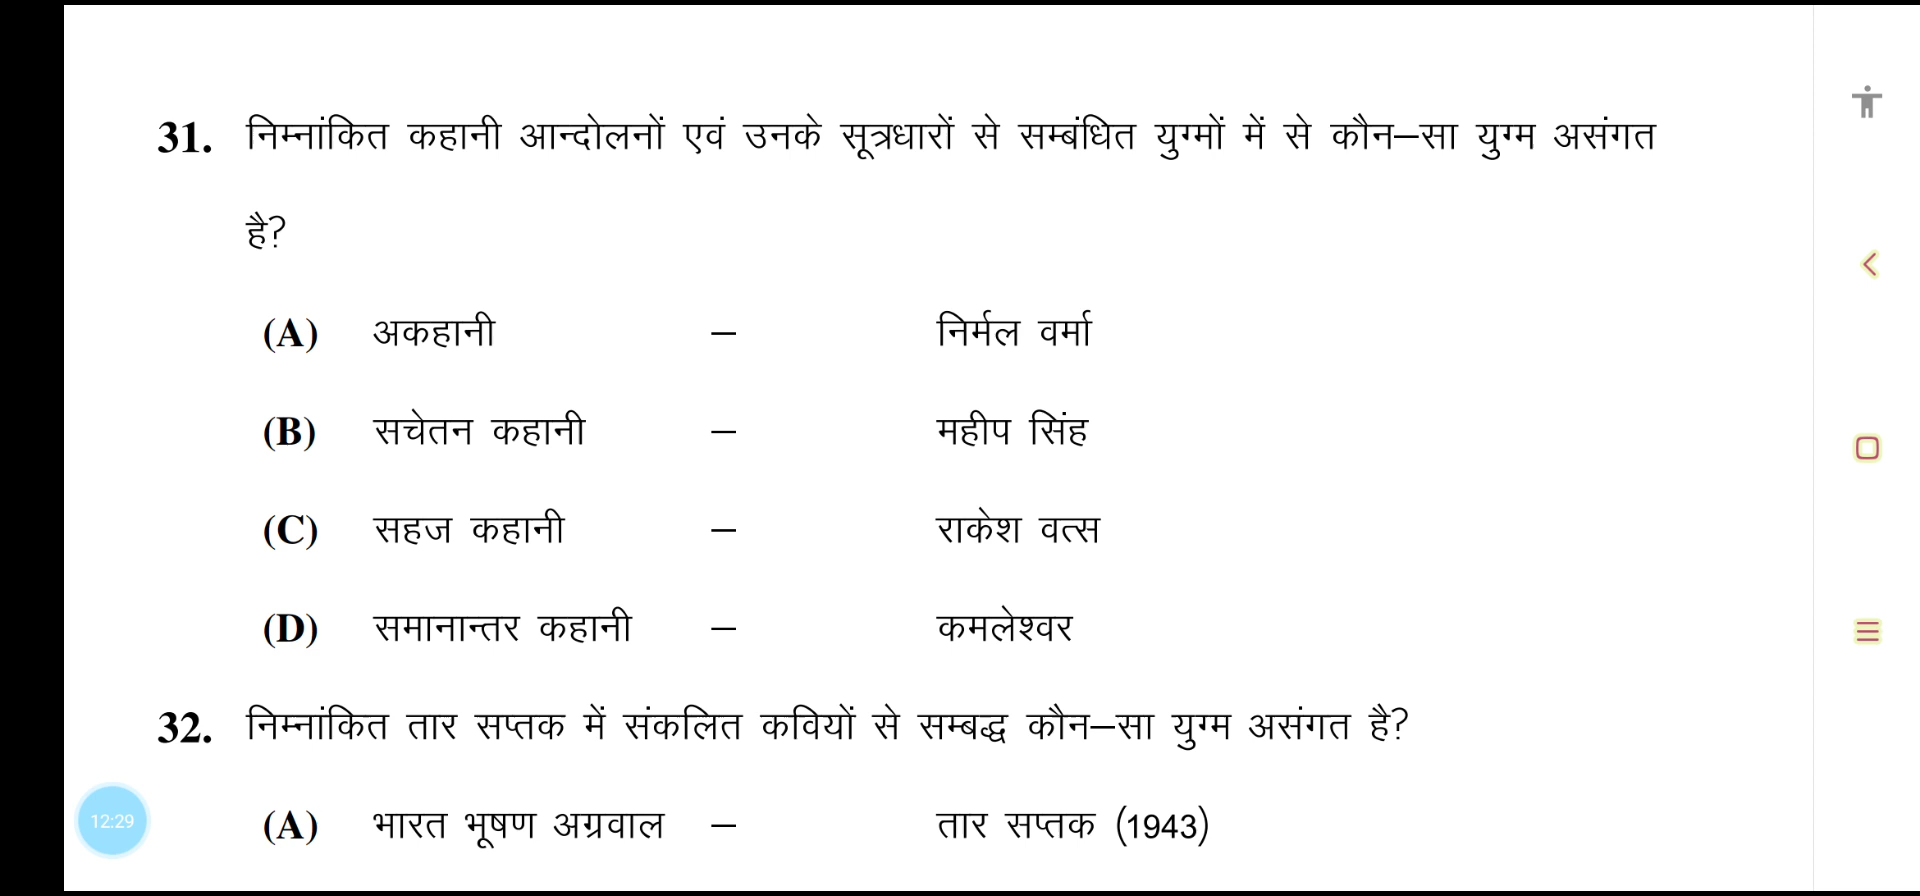 31. निम्नांकित कहानी आन्दोलनों एवं उनके सूत्रधारों से सम्बंधित युग्मों में से कौन–सा युग्म असंगत
है?
(A) अकहानी – निर्मल वर्मा
(B) सचेतन कहानी – महीप सिंह
(C) सहज कहानी – राकेश वत्स
(D) समानान्तर कहानी – कमलेश्वर
32. निम्नांकित तार सप्तक में संकलित कवियों से सम्बद्ध कौन–सा युग्म असंगत है?
12:29
(A) भारत भूषण अग्रवाल – तार सप्तक (1943)